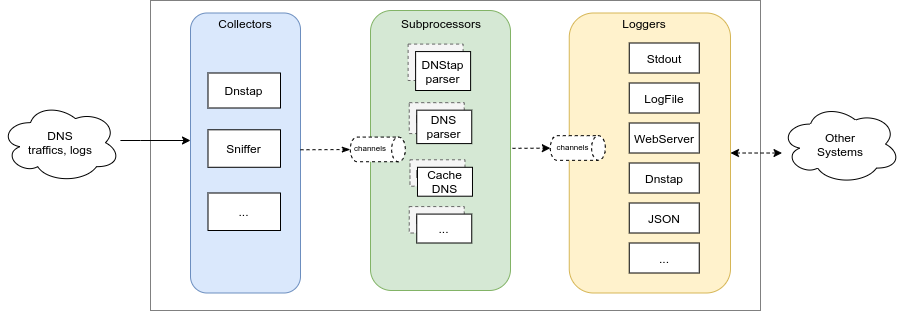 Collectors
Subprocessors
Loggers
DNS
traffics, logs
Dnstap
Sniffer
...
channels
DNStap
parser
DNS
parser
Cache
DNS
...
channels
Stdout
LogFile
WebServer
Dnstap
JSON
...
Other
Systems